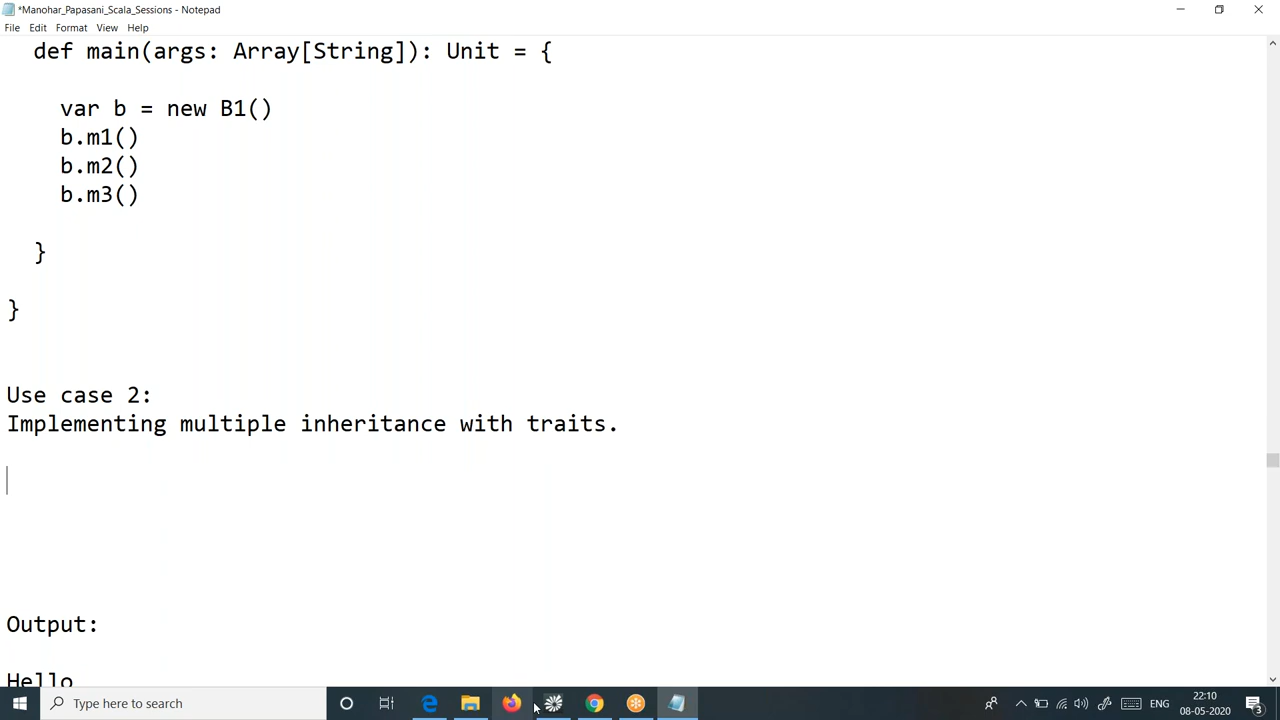 *Manohar_Papasani_Scala_Sessions - Notepad
File Edit Format View Help
def main(args: Array[String]): Unit = {
var b = new B1()
b.m1()
b.m2()
b.m3()
}
}
Use case 2:
Implementing multiple inheritance with traits.
Output:
Hello
Type here to search
ENG
22:10
08-05-2020
3